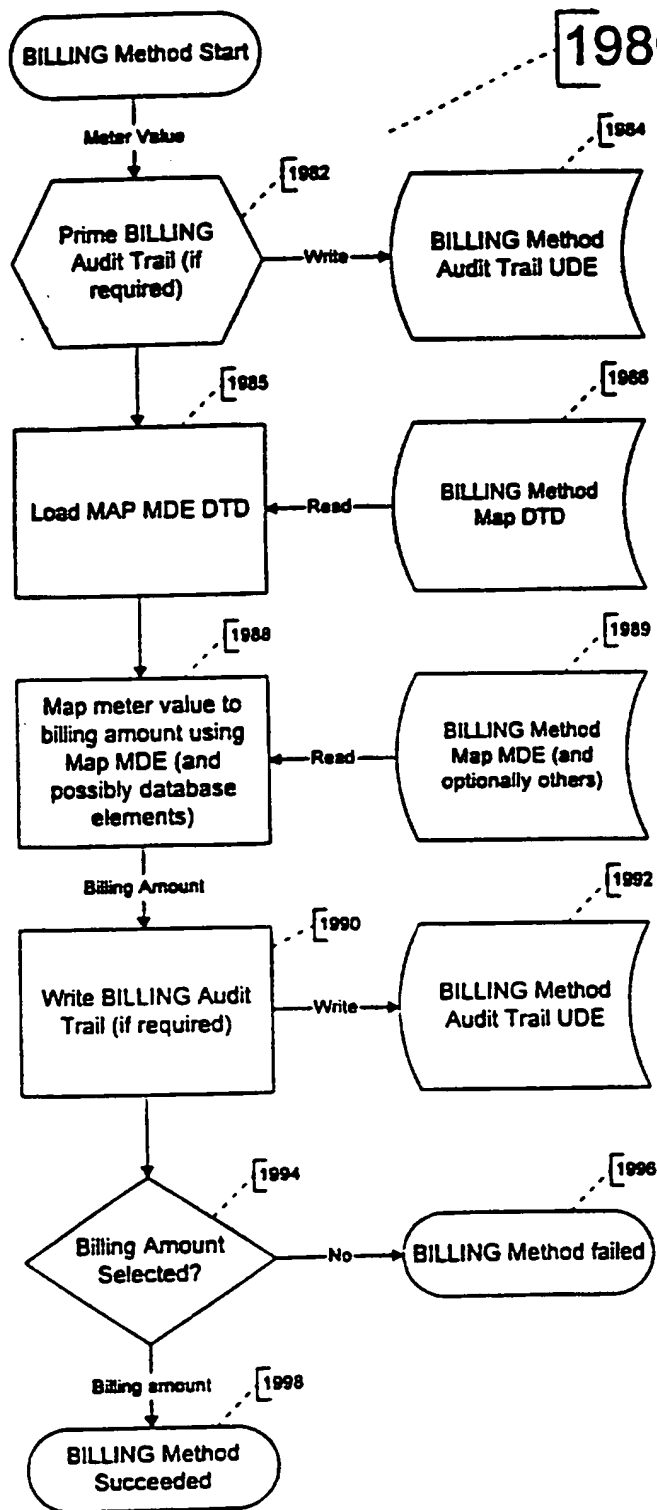 BILLING Method Start
198
Meter Value
1984
1982
Prime BILLING
Audit Trail (if
required)
Write
BILLING Method
Audit Trail UDE
1985
1986
Load MAP MDE DTD
Read
BILLING Method
Map DTD
1988
1989
Map meter value to
billing amount using
Map MDE (and
possibly database
elements)
Read
BILLING Method
Map MDE (and
optionally others)
Billing Amount
1990
1992
Write BILLING Audit
Trail (if required)
Write
BILLING Method
Audit Trail UDE
1994
1996
Billing Amount
Selected?
No
BILLING Method failed
Billing amount
1998
BILLING Method
Succeeded